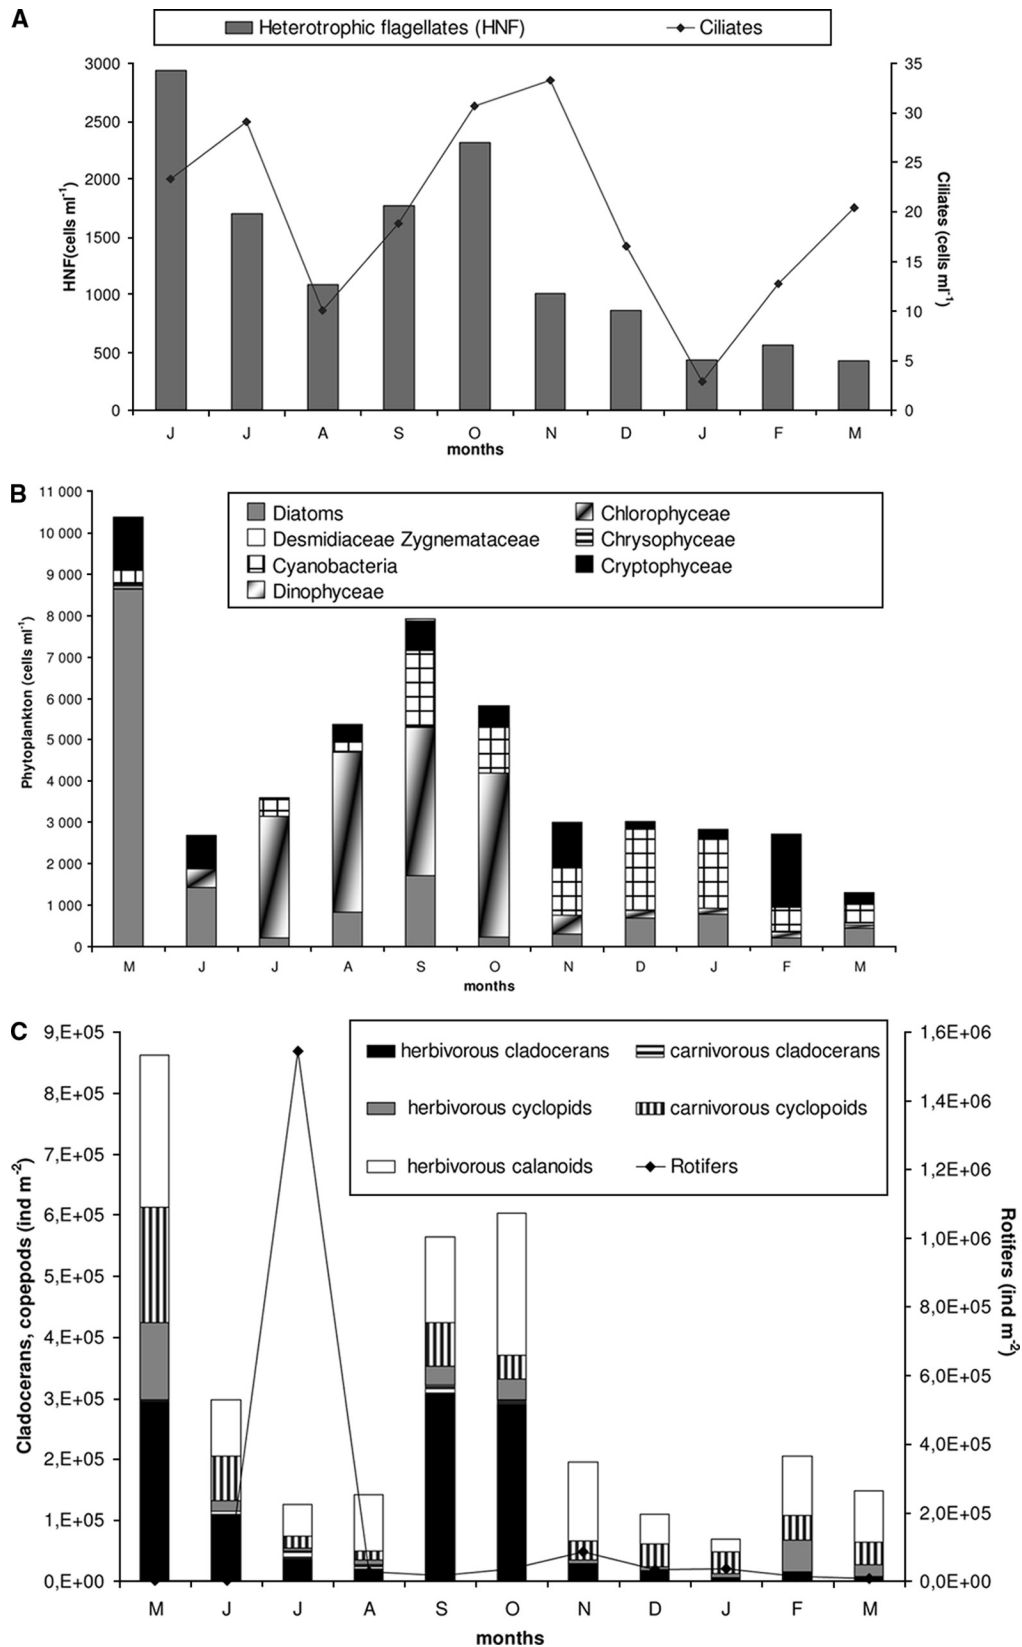 A
Heterotrophic flagellates (HNF)
Ciliates
3000
2500
2000
1500
1000
500
0
HNF(cells ml⁻¹)
35
30
25
20
15
10
5
0
Ciliates (cells ml⁻¹)
J J A S O N D J F M
months
B
Diatoms
Desmidiaceae Zygnemataceae
Cyanobacteria
Dinophyceae
Chlorophyceae
Chrysophyceae
Cryptophyceae
11 000
10 000
9 000
8 000
7 000
6 000
5 000
4 000
3 000
2 000
1 000
0
Phytoplankton (cells ml⁻¹)
M J J A S O N D J F M
months
C
herbivorous cladocerans
herbivorous cyclopids
herbivorous calanoids
carnivorous cladocerans
carnivorous cyclopoids
Rotifers
9,E+05
8,E+05
7,E+05
6,E+05
5,E+05
4,E+05
3,E+05
2,E+05
1,E+05
0,E+00
Cladocerans, copepods (ind m⁻²)
1,6E+06
1,4E+06
1,2E+06
1,0E+06
8,0E+05
6,0E+05
4,0E+05
2,0E+05
0,0E+00
Rotifers (ind m⁻²)
M J J A S O N D J F M
months